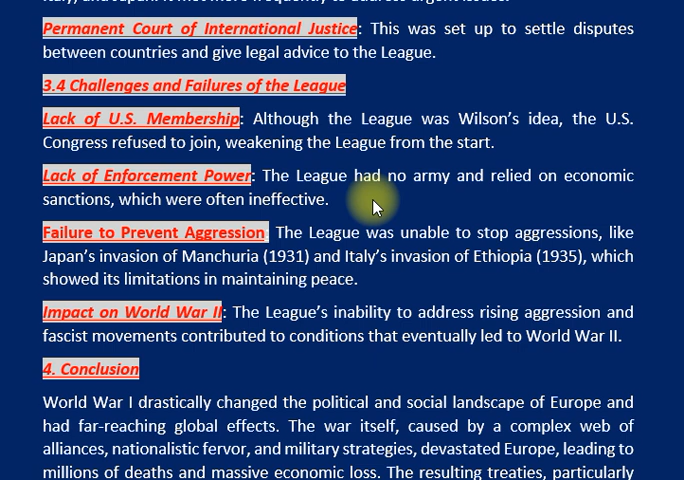 Permanent Court of International Justice: This was set up to settle disputes
between countries and give legal advice to the League.
3.4 Challenges and Failures of the League
Lack of U.S. Membership: Although the League was Wilson's idea, the U.S.
Congress refused to join, weakening the League from the start.
Lack of Enforcement Power: The League had no army and relied on economic
sanctions, which were often ineffective.
Failure to Prevent Aggression: The League was unable to stop aggressions, like
Japan's invasion of Manchuria (1931) and Italy's invasion of Ethiopia (1935), which
showed its limitations in maintaining peace.
Impact on World War II: The League's inability to address rising aggression and
fascist movements contributed to conditions that eventually led to World War II.
4. Conclusion
World War I drastically changed the political and social landscape of Europe and
had far-reaching global effects. The war itself, caused by a complex web of
alliances, nationalistic fervor, and military strategies, devastated Europe, leading to
millions of deaths and massive economic loss. The resulting treaties, particularly